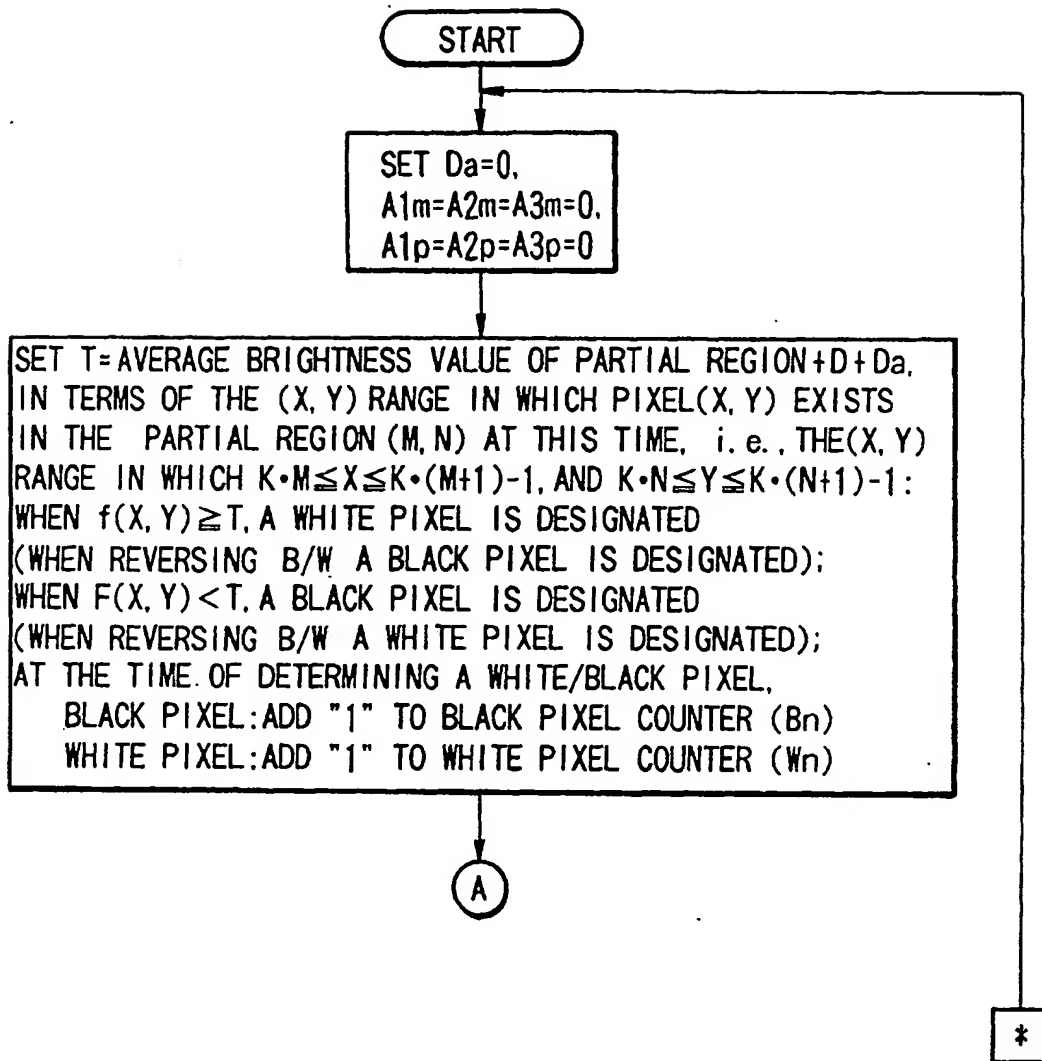 START
SET Da=0,
A1m=A2m=A3m=0,
A1p=A2p=A3p=0
SET T=AVERAGE BRIGHTNESS VALUE OF PARTIAL REGION+D+Da,
IN TERMS OF THE (X, Y) RANGE IN WHICH PIXEL(X, Y) EXISTS
IN THE PARTIAL REGION (M, N) AT THIS TIME, i. e., THE(X, Y)
RANGE IN WHICH K•M≦X≦K•(M+1)-1, AND K•N≦Y≦K•(N+1)-1:
WHEN f(X, Y)≧T, A WHITE PIXEL IS DESIGNATED
(WHEN REVERSING B/W A BLACK PIXEL IS DESIGNATED);
WHEN F(X, Y)<T, A BLACK PIXEL IS DESIGNATED
(WHEN REVERSING B/W A WHITE PIXEL IS DESIGNATED);
AT THE TIME OF DETERMINING A WHITE/BLACK PIXEL,
BLACK PIXEL:ADD "1" TO BLACK PIXEL COUNTER (Bn)
WHITE PIXEL:ADD "1" TO WHITE PIXEL COUNTER (Wn)
A
*